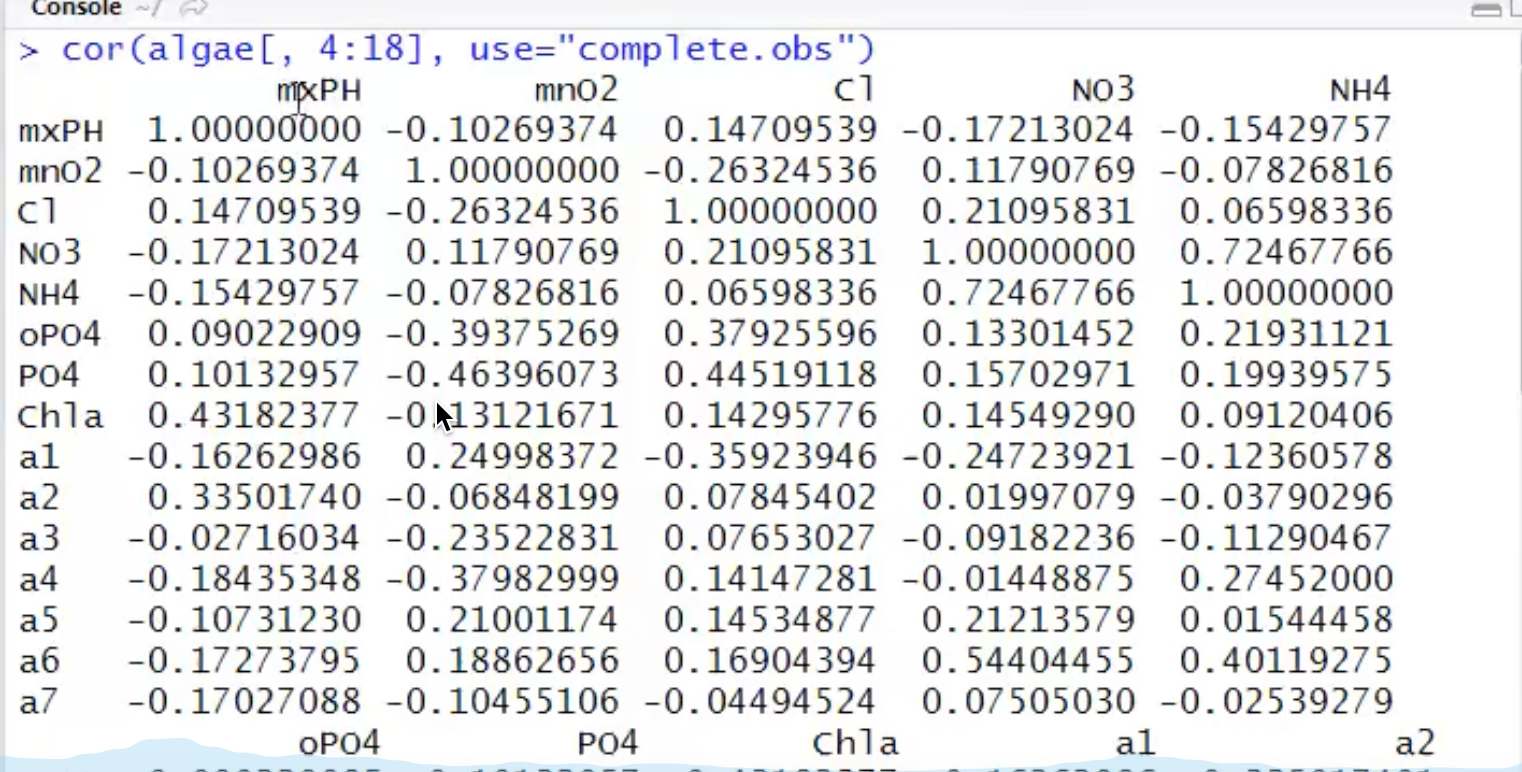 Console ~/
> cor(algae[, 4:18], use="complete.obs")
mxPH mnO2 Cl NO3 NH4
mxPH 1.00000000 -0.10269374 0.14709539 -0.17213024 -0.15429757
mnO2 -0.10269374 1.00000000 -0.26324536 0.11790769 -0.07826816
Cl 0.14709539 -0.26324536 1.00000000 0.21095831 0.06598336
NO3 -0.17213024 0.11790769 0.21095831 1.00000000 0.72467766
NH4 -0.15429757 -0.07826816 0.06598336 0.72467766 1.00000000
oPO4 0.09022909 -0.39375269 0.37925596 0.13301452 0.21931121
PO4 0.10132957 -0.46396073 0.44519118 0.15702971 0.19939575
Chla 0.43182377 -0.13121671 0.14295776 0.14549290 0.09120406
a1 -0.16262986 0.24998372 -0.35923946 -0.24723921 -0.12360578
a2 0.33501740 -0.06848199 0.07845402 0.01997079 -0.03790296
a3 -0.02716034 -0.23522831 0.07653027 -0.09182236 -0.11290467
a4 -0.18435348 -0.37982999 0.14147281 -0.01448875 0.27452000
a5 -0.10731230 0.21001174 0.14534877 0.21213579 0.01544458
a6 -0.17273795 0.18862656 0.16904394 0.54404455 0.40119275
a7 -0.17027088 -0.10455106 -0.04494524 0.07505030 -0.02539279
oPO4 PO4 Chla a1 a2